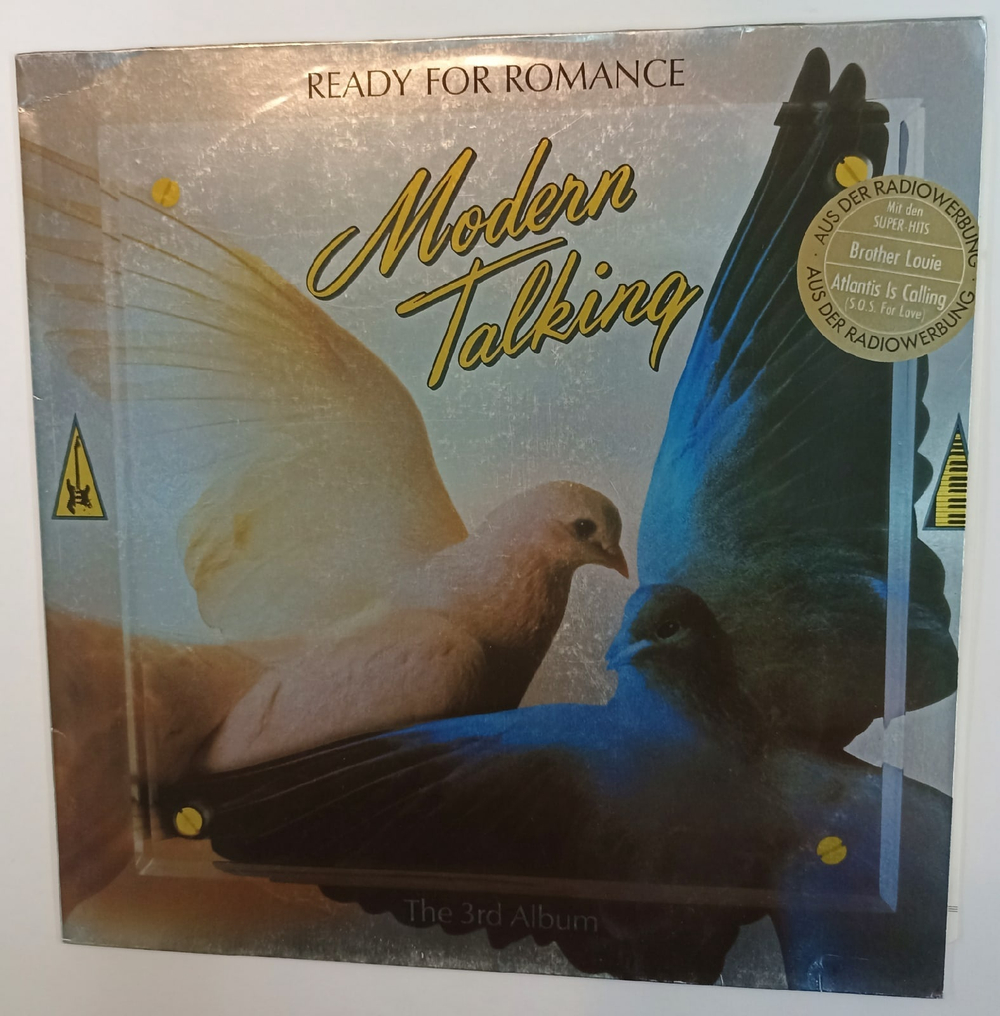 READY FOR ROMANCE
Modern
Talking
· AUS DER RADIOWERBUNG
Mit den
SUPER-HITS
Brother Louie
Atlantis Is Calling
(S.O.S. For Love)
· AUS DER RADIOWERBUNG ·
The 3rd Album